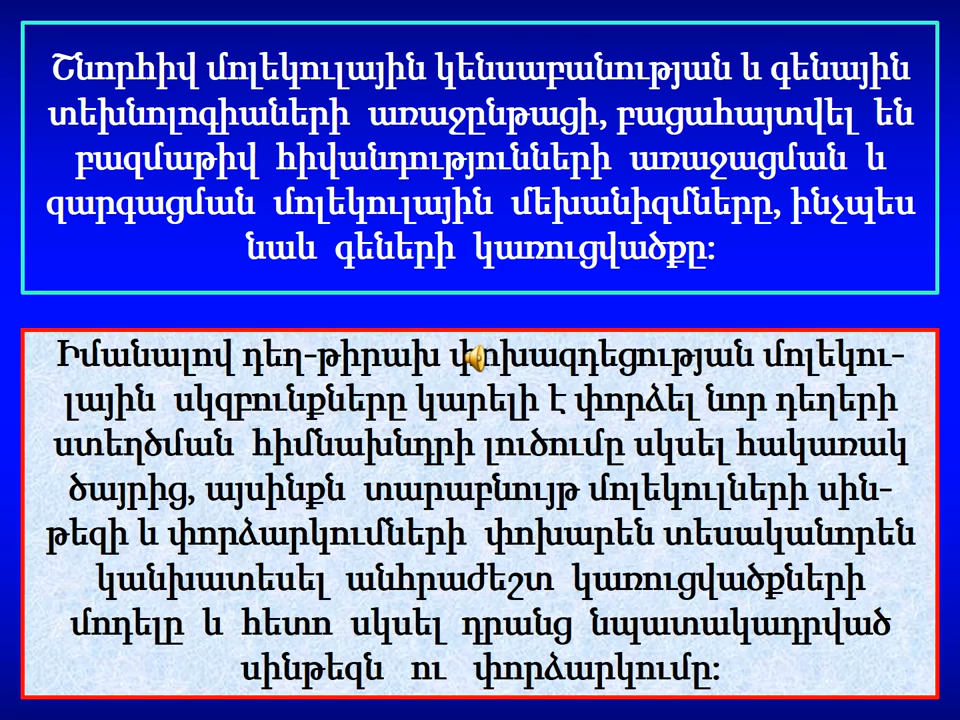 Շնորհիվ մոլեկուլային կենսաբանության և գենային
տեխնոլոգիաների առաջընթացի, բացահայտվել են
բազմաթիվ հիվանդությունների առաջացման և
զարգացման մոլեկուլային մեխանիզմները, ինչպես
նաև գեների կառուցվածքը:
Իմանալով դեղ-թիրախ փոխազդեցության մոլեկու-
լային սկզբունքները կարելի է փորձել նոր դեղերի
ստեղծման հիմնախնդրի լուծումը սկսել հակառակ
ծայրից, այսինքն տարաբնույթ մոլեկուլների սին-
թեզի և փորձարկումների փոխարեն տեսականորեն
կանխատեսել անհրաժեշտ կառուցվածքների
մոդելը և հետո սկսել դրանց նպատակադրված
սինթեզն ու փորձարկումը: